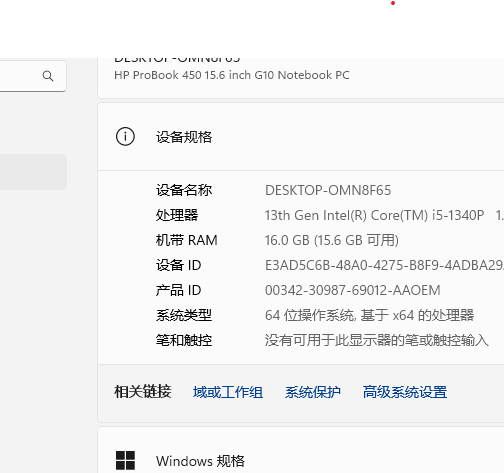 DESKTOP-OMN8F65
HP ProBook 450 15.6 inch G10 Notebook PC
设备规格
设备名称 DESKTOP-OMN8F65
处理器 13th Gen Intel(R) Core(TM) i5-1340P 1.
机带 RAM 16.0 GB (15.6 GB 可用)
设备 ID E3AD5C6B-48A0-4275-B8F9-4ADBA29
产品 ID 00342-30987-69012-AAOEM
系统类型 64 位操作系统, 基于 x64 的处理器
笔和触控 没有可用于此显示器的笔或触控输入
相关链接 域或工作组 系统保护 高级系统设置
Windows 规格